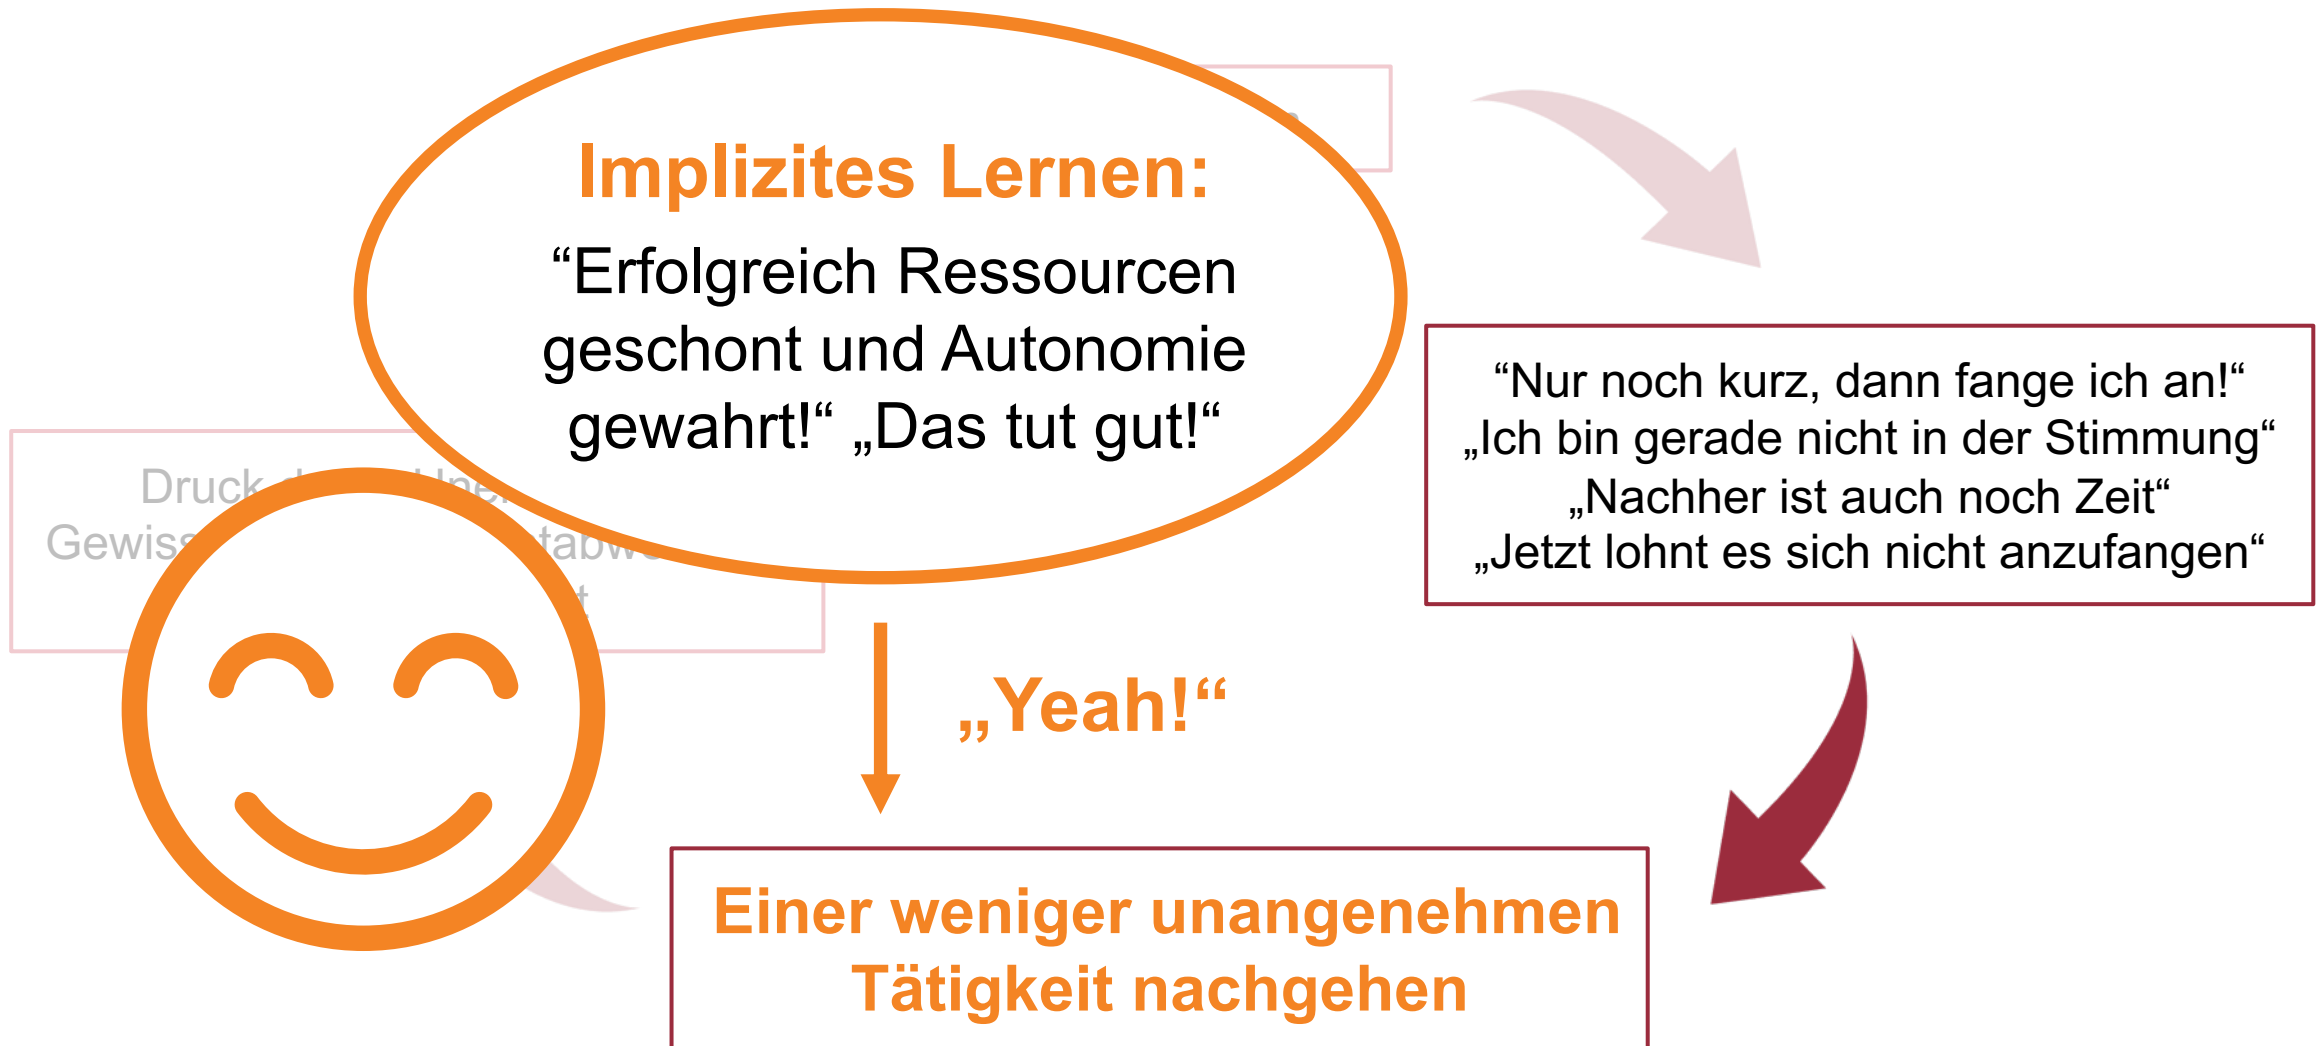 Implizites Lernen:
“Erfolgreich Ressourcen
geschont und Autonomie
gewahrt!“ „Das tut gut!“
“Nur noch kurz, dann fange ich an!“
„Ich bin gerade nicht in der Stimmung“
„Nachher ist auch noch Zeit“
„Jetzt lohnt es sich nicht anzufangen“
Druck
„Yeah!“
Einer weniger unangenehmen
Tätigkeit nachgehen